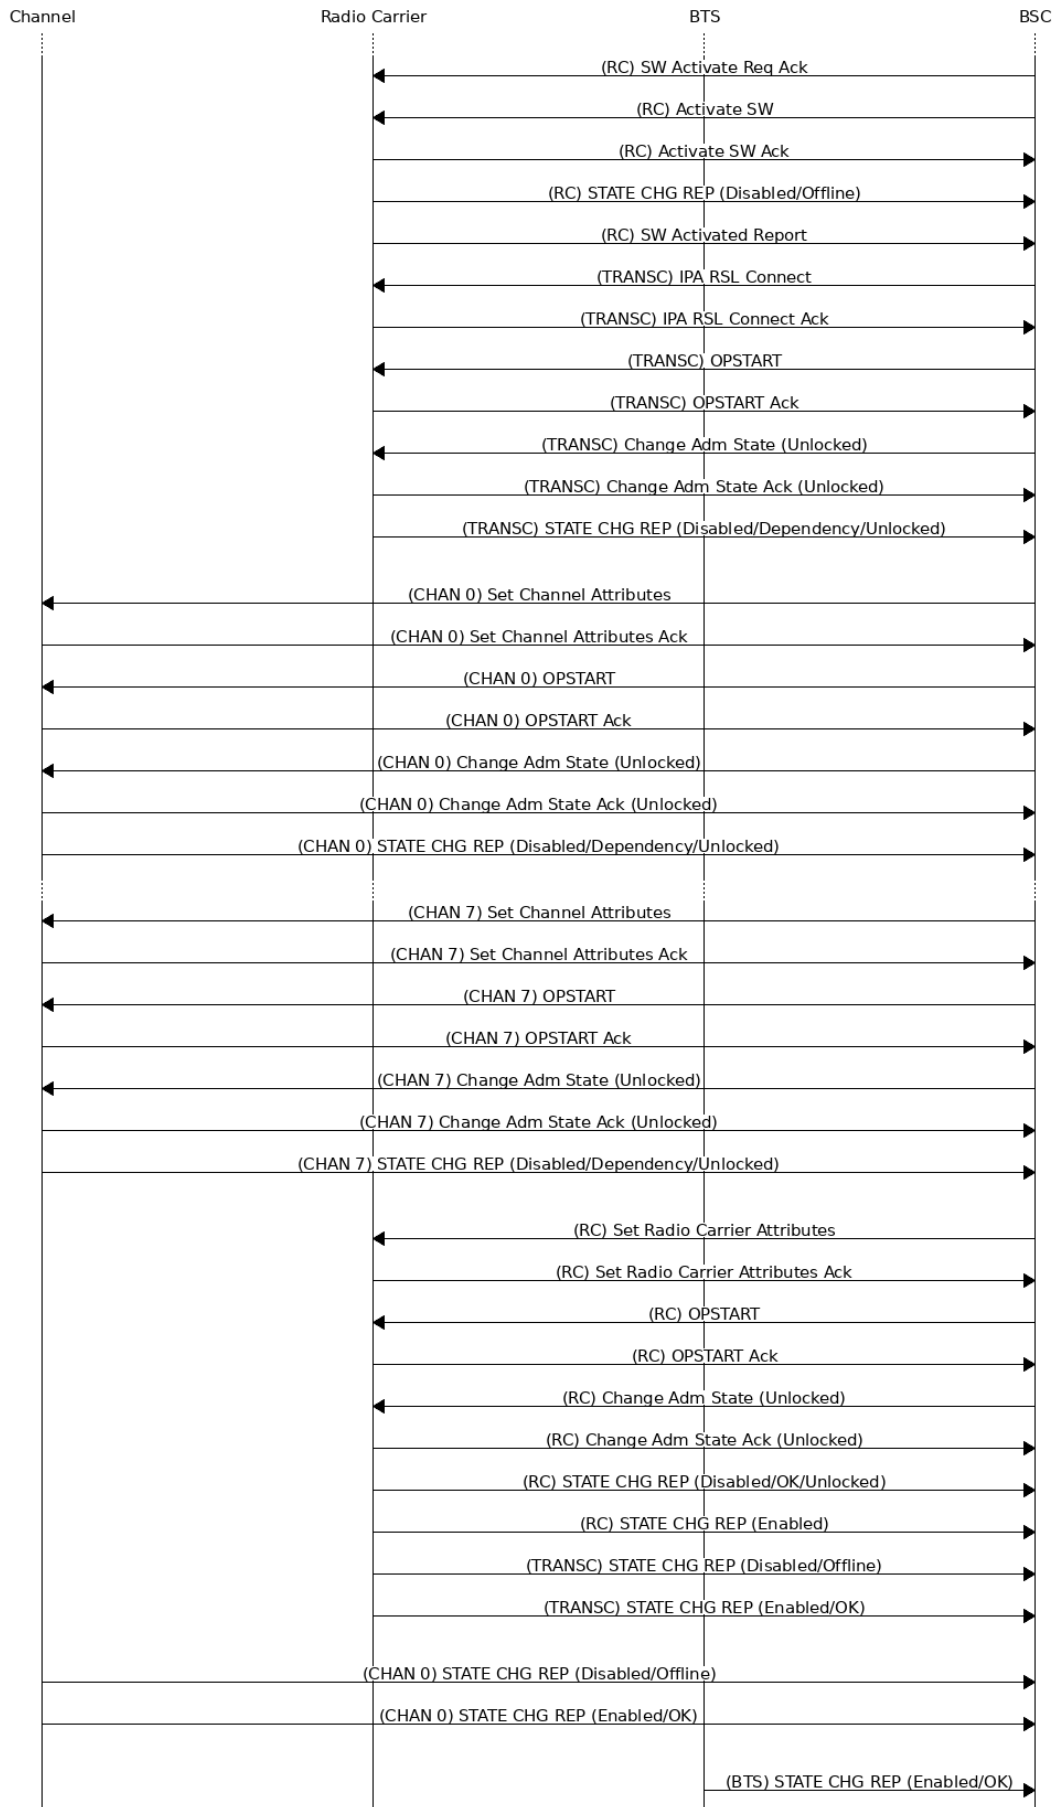 Channel Radio Carrier BTS BSC
(RC) SW Activate Req Ack
(RC) Activate SW
(RC) Activate SW Ack
(RC) STATE CHG REP (Disabled/Offline)
(RC) SW Activated Report
(TRANSC) IPA RSL Connect
(TRANSC) IPA RSL Connect Ack
(TRANSC) OPSTART
(TRANSC) OPSTART Ack
(TRANSC) Change Adm State (Unlocked)
(TRANSC) Change Adm State Ack (Unlocked)
(TRANSC) STATE CHG REP (Disabled/Dependency/Unlocked)
(CHAN 0) Set Channel Attributes
(CHAN 0) Set Channel Attributes Ack
(CHAN 0) OPSTART
(CHAN 0) OPSTART Ack
(CHAN 0) Change Adm State (Unlocked)
(CHAN 0) Change Adm State Ack (Unlocked)
(CHAN 0) STATE CHG REP (Disabled/Dependency/Unlocked)
(CHAN 7) Set Channel Attributes
(CHAN 7) Set Channel Attributes Ack
(CHAN 7) OPSTART
(CHAN 7) OPSTART Ack
(CHAN 7) Change Adm State (Unlocked)
(CHAN 7) Change Adm State Ack (Unlocked)
(CHAN 7) STATE CHG REP (Disabled/Dependency/Unlocked)
(RC) Set Radio Carrier Attributes
(RC) Set Radio Carrier Attributes Ack
(RC) OPSTART
(RC) OPSTART Ack
(RC) Change Adm State (Unlocked)
(RC) Change Adm State Ack (Unlocked)
(RC) STATE CHG REP (Disabled/OK/Unlocked)
(RC) STATE CHG REP (Enabled)
(TRANSC) STATE CHG REP (Disabled/Offline)
(TRANSC) STATE CHG REP (Enabled/OK)
(CHAN 0) STATE CHG REP (Disabled/Offline)
(CHAN 0) STATE CHG REP (Enabled/OK)
(BTS) STATE CHG REP (Enabled/OK)